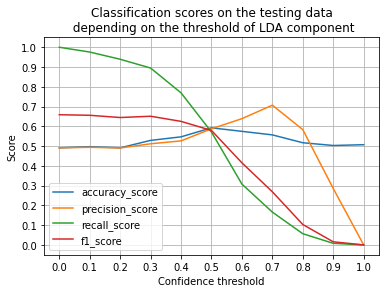 Classification scores on the testing data
depending on the threshold of LDA component
Score
1.0
0.9
0.8
0.7
0.6
0.5
0.4
0.3
0.2
0.1
0.0
accuracy_score
precision_score
recall_score
f1_score
0.0 0.1 0.2 0.3 0.4 0.5 0.6 0.7 0.8 0.9 1.0
Confidence threshold